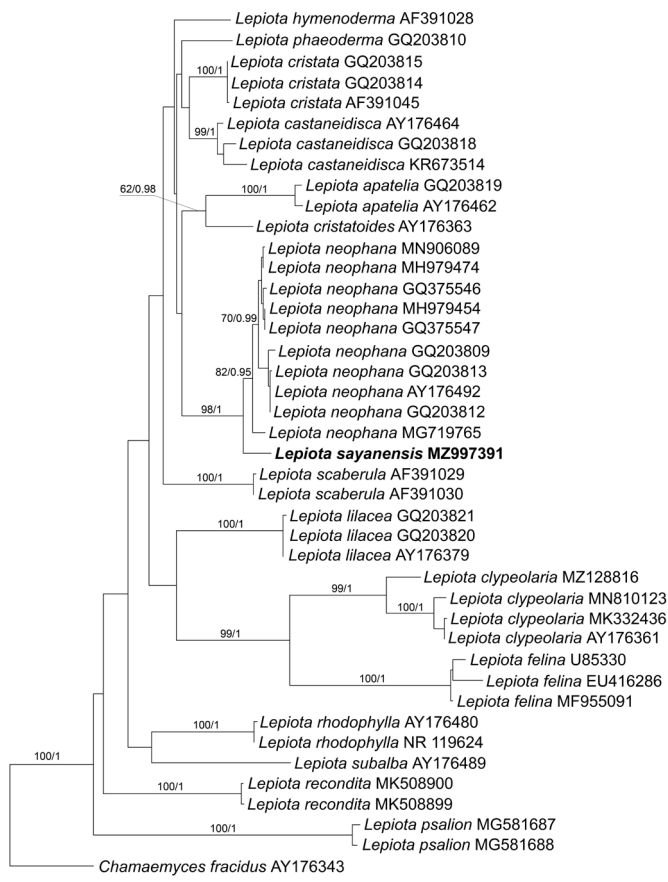 Lepiota hymenoderma AF391028
Lepiota phaeoderma GQ203810
Lepiota cristata GQ203815
100/1
Lepiota cristata GQ203814
Lepiota cristata AF391045
Lepiota castaneidisca AY176464
99/1
Lepiota castaneidisca GQ203818
Lepiota castaneidisca KR673514
Lepiota apatelia GQ203819
62/0.98
100/1
Lepiota apatelia AY176462
Lepiota cristatoides AY176363
Lepiota neophana MN906089
Lepiota neophana MH979474
Lepiota neophana GQ375546
Lepiota neophana MH979454
70/0.99
Lepiota neophana GQ375547
Lepiota neophana GQ203809
82/0.95
Lepiota neophana GQ203813
Lepiota neophana AY176492
98/1
Lepiota neophana GQ203812
Lepiota neophana MG719765
Lepiota sayanensis MZ997391
Lepiota scaberula AF391029
100/1
Lepiota scaberula AF391030
Lepiota lilacea GQ203821
100/1
Lepiota lilacea GQ203820
Lepiota lilacea AY176379
Lepiota clypeolaria MZ128816
99/1
Lepiota clypeolaria MN810123
100/1
Lepiota clypeolaria MK332436
99/1
Lepiota clypeolaria AY176361
Lepiota felina U85330
100/1
Lepiota felina EU416286
Lepiota felina MF955091
Lepiota rhodophylla AY176480
100/1
Lepiota rhodophylla NR 119624
100/1
Lepiota subalba AY176489
Lepiota recondita MK508900
100/1
Lepiota recondita MK508899
Lepiota psalion MG581687
100/1
Lepiota psalion MG581688
Chamaemyces fracidus AY176343